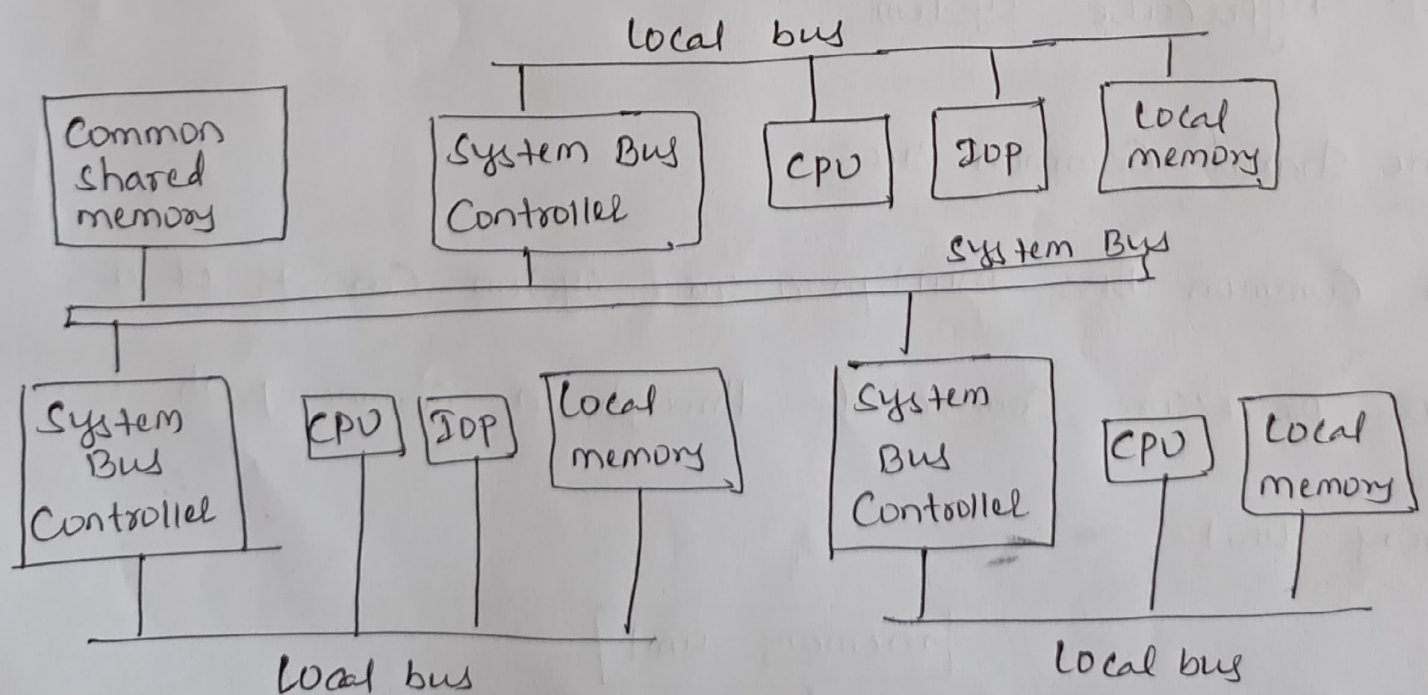 Local bus
Common
Shared
memory
System Bus
Controller
CPU
IOP
Local
memory
System Bus
System
Bus
Controller
CPU
IOP
Local
memory
System
Bus
Controller
CPU
Local
memory
Local bus
Local bus